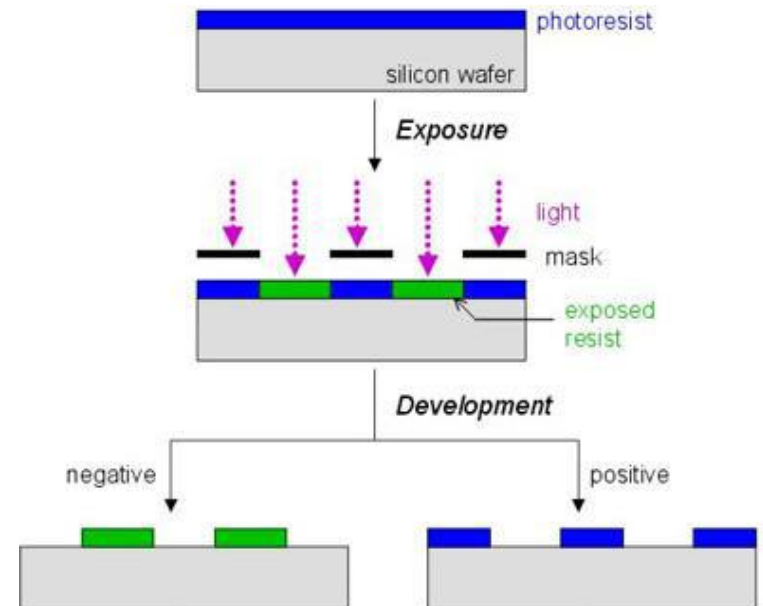 photoresist
silicon wafer
Exposure
light
mask
exposed
resist
Development
negative
positive